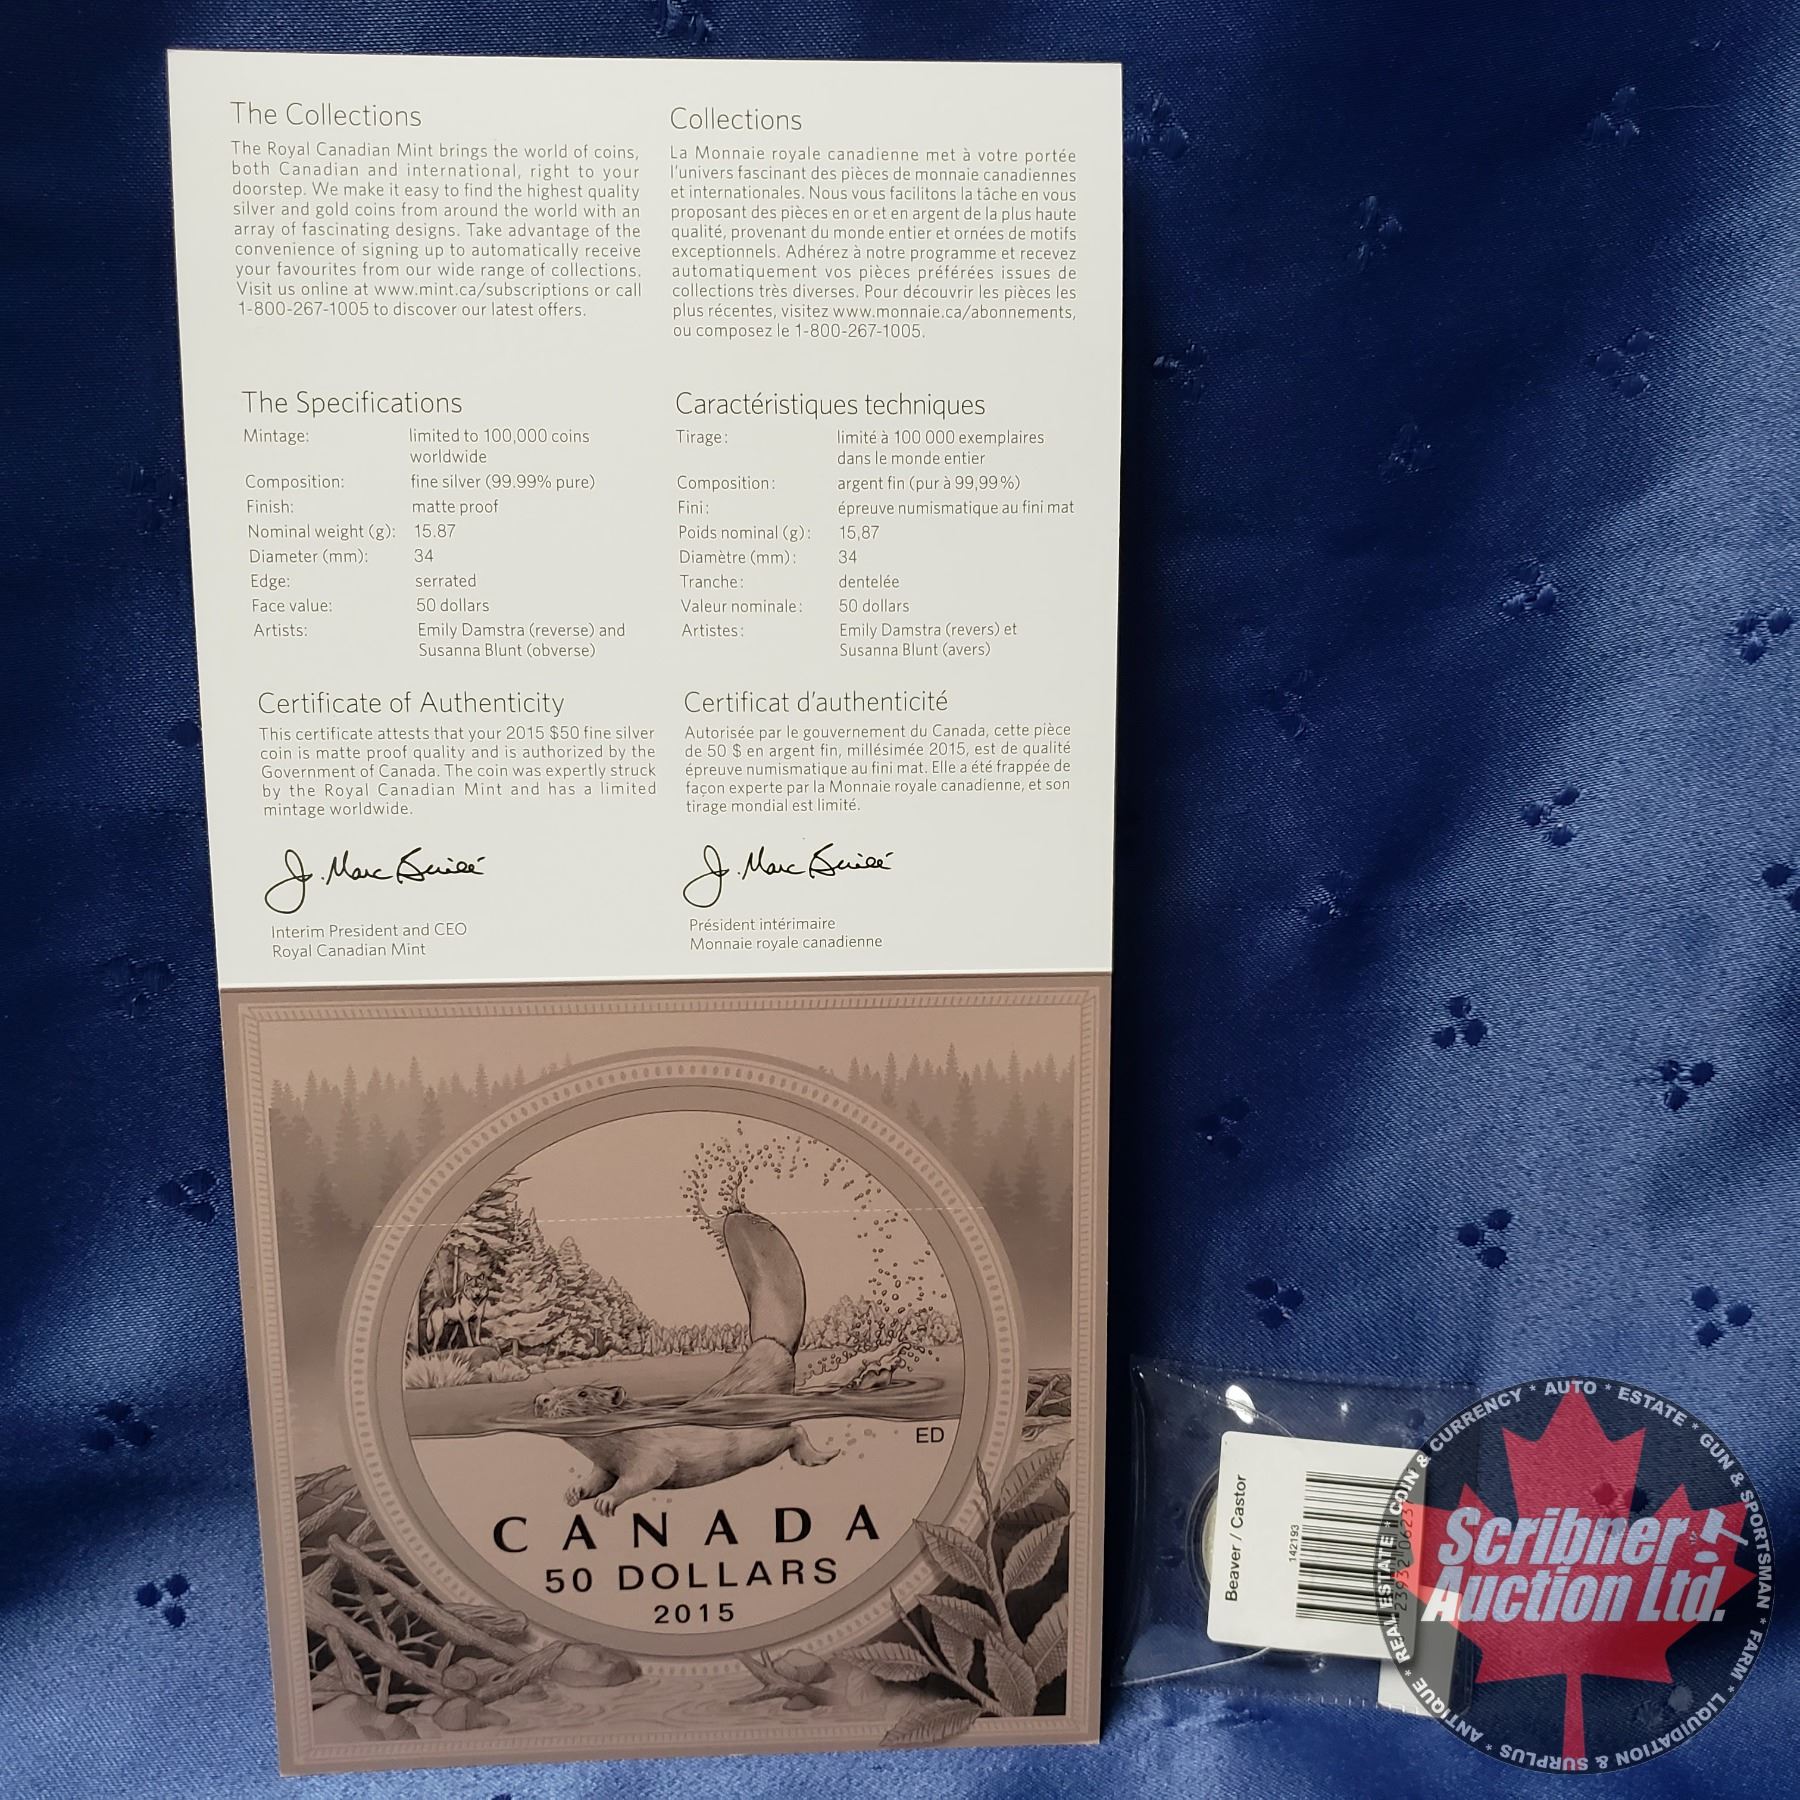 The Collections
The Royal Canadian Mint brings the world of coins,
both Canadian and international, right to your
doorstep. We make it easy to find the highest quality
silver and gold coins from around the world with an
array of fascinating designs. Take advantage of the
convenience of signing up to automatically receive
your favourites from our wide range of collections.
Visit us online at www.mint.ca/subscriptions or call
1-800-267-1005 to discover our latest offers.
Collections
La Monnaie royale canadienne met à votre portée
l'univers fascinant des pièces de monnaie canadiennes
et internationales. Nous vous facilitons la tâche en vous
proposant des pièces en or et en argent de la plus haute
qualité, provenant du monde entier et ornées de motifs
exceptionnels. Adhérez à notre programme et recevez
automatiquement vos pièces préférées issues de
collections très diverses. Pour découvrir les pièces les
plus récentes, visitez www.monnaie.ca/abonnements,
ou composez le 1-800-267-1005.
The Specifications
Mintage: limited to 100,000 coins
worldwide
Composition: fine silver (99.99% pure)
Finish: matte proof
Nominal weight (g): 15.87
Diameter (mm): 34
Edge: serrated
Face value: 50 dollars
Artists: Emily Damstra (reverse) and
Susanna Blunt (obverse)
Caractéristiques techniques
Tirage: limité à 100 000 exemplaires
dans le monde entier
Composition: argent fin (pur à 99,99%)
Fini: épreuve numismatique au fini mat
Poids nominal (g): 15,87
Diamètre (mm): 34
Tranche: dentelée
Valeur nominale: 50 dollars
Artistes: Emily Damstra (revers) et
Susanna Blunt (avers)
Certificate of Authenticity
This certificate attests that your 2015 $50 fine silver
coin is matte proof quality and is authorized by the
Government of Canada. The coin was expertly struck
by the Royal Canadian Mint and has a limited
mintage worldwide.
Certificat d'authenticité
Autorisée par le gouvernement du Canada, cette pièce
de 50 $ en argent fin, millésimée 2015, est de qualité
épreuve numismatique au fini mat. Elle a été frappée de
façon experte par la Monnaie royale canadienne, et son
tirage mondial est limité.
J. Marc
Interim President and CEO
Royal Canadian Mint
J. Marc
Président intérimaire
Monnaie royale canadienne
ED
CANADA
50 DOLLARS
2015
Beaver / Castor
142193
Scribner
Auction Ltd.
ANTIQUE * REAL ESTATE * COIN & CURRENCY * AUTO * ESTATE * GUN & SPORTSMAN * FARM * LIQUIDATION & SURPLUS *